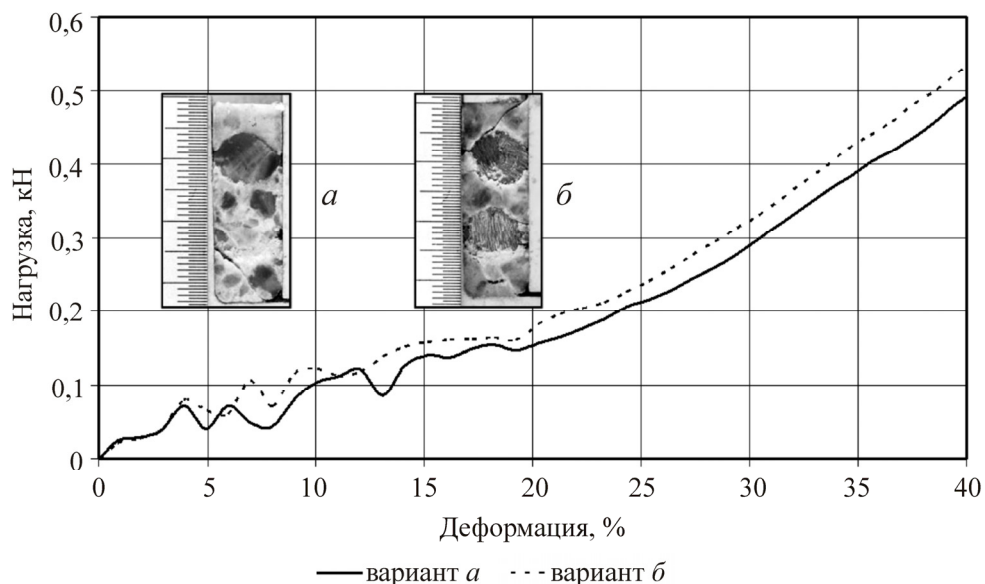 0,6
0,5
0,4
0,3
0,2
0,1
0
Нагрузка, кН
а
б
0 5 10 15 20 25 30 35 40
Деформация, %
вариант а вариант б